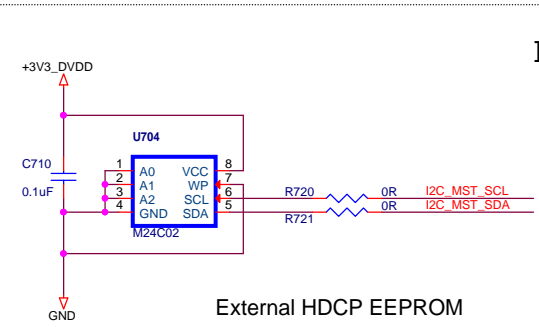 +3V3_DVDD
U704
C710
0.1uF
1 A0 VCC 8
2 A1 WP 7
3 A2 SCL 6
4 GND SDA 5
M24C02
R720 0R I2C_MST_SCL
R721 0R I2C_MST_SDA
GND
External HDCP EEPROM